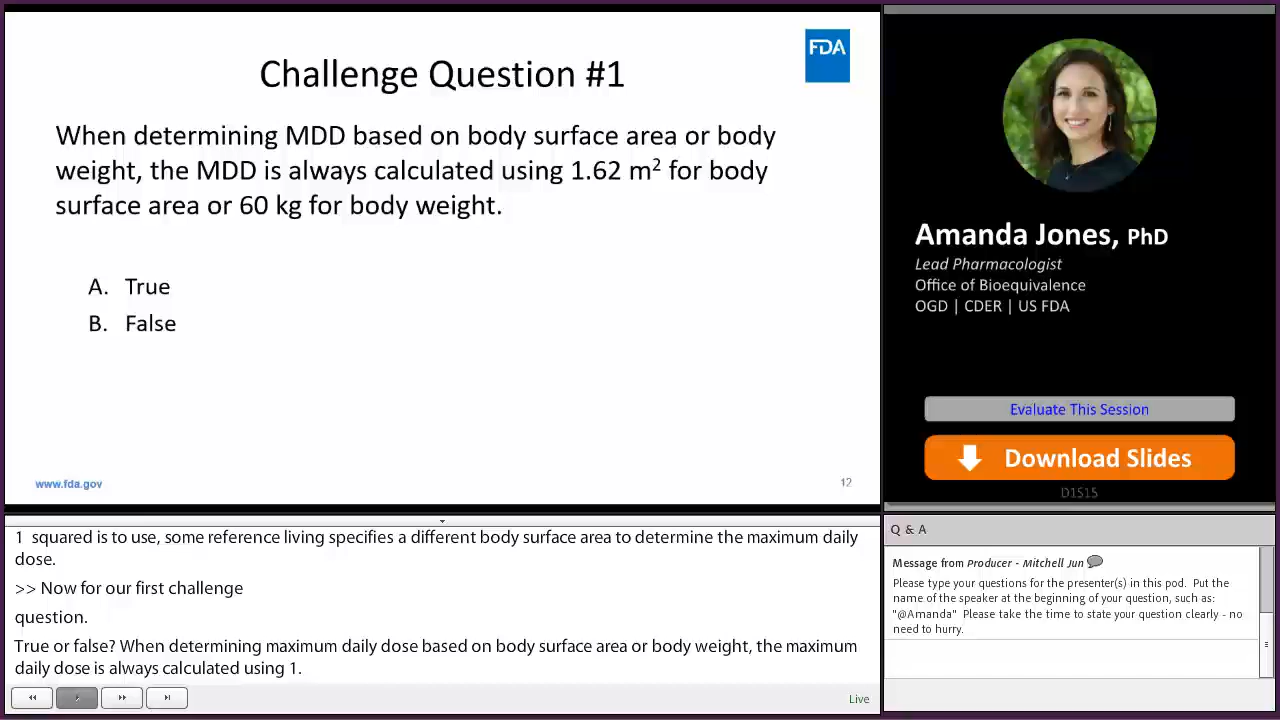 FDA
Challenge Question #1
When determining MDD based on body surface area or body
weight, the MDD is always calculated using 1.62 m² for body
surface area or 60 kg for body weight.
A. True
B. False
www.fda.gov
12
Amanda Jones, PhD
Lead Pharmacologist
Office of Bioequivalence
OGD | CDER | US FDA
Evaluate This Session
Download Slides
D1S15
1 squared is to use, some reference living specifies a different body surface area to determine the maximum daily
dose.
>> Now for our first challenge
question.
True or false? When determining maximum daily dose based on body surface area or body weight, the maximum
daily dose is always calculated using 1.
Live
Q & A
Message from Producer - Mitchell Jun
Please type your questions for the presenter(s) in this pod. Put the
name of the speaker at the beginning of your question, such as:
"@Amanda" Please take the time to state your question clearly - no
need to hurry.